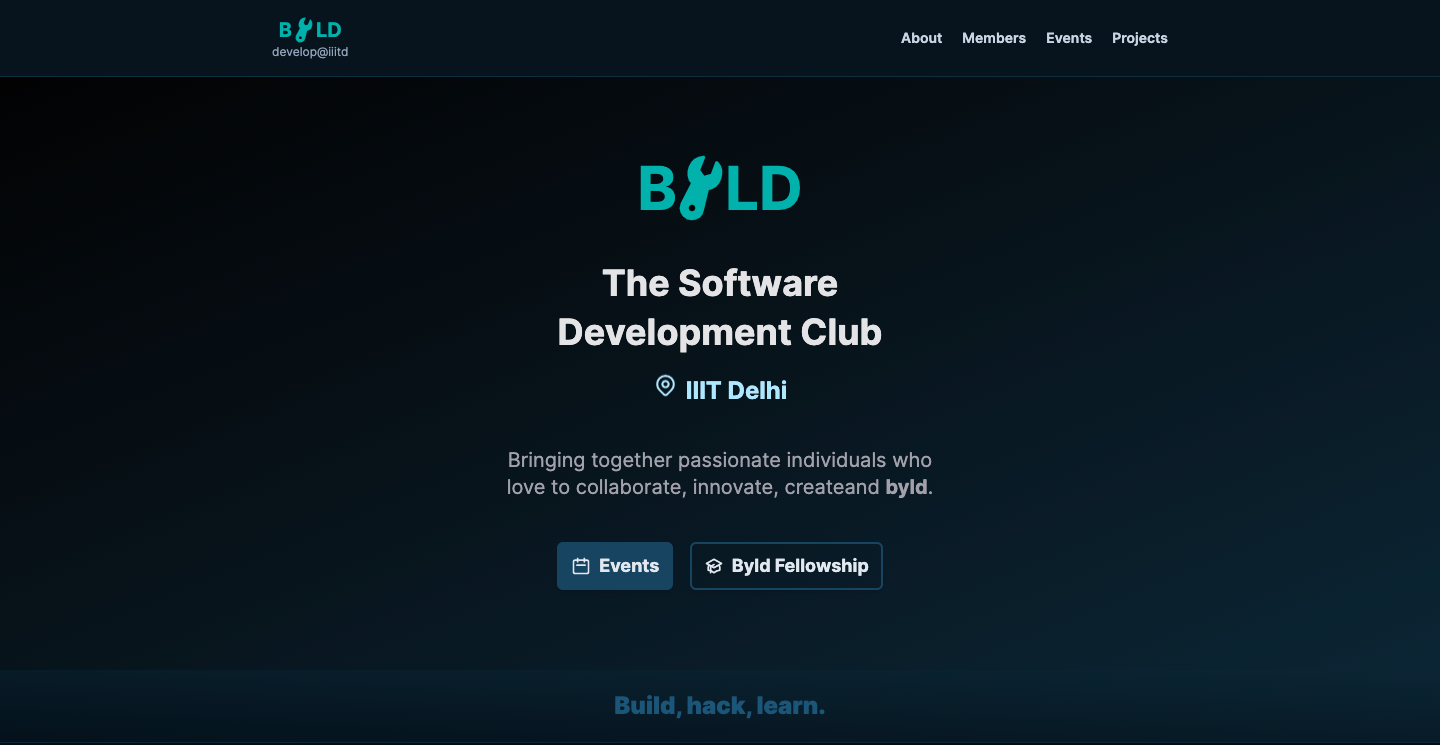 BYLD
develop@iiitd
About Members Events Projects
BYLD
The Software
Development Club
IIIT Delhi
Bringing together passionate individuals who
love to collaborate, innovate, createand byld.
Events Byld Fellowship
Build, hack, learn.